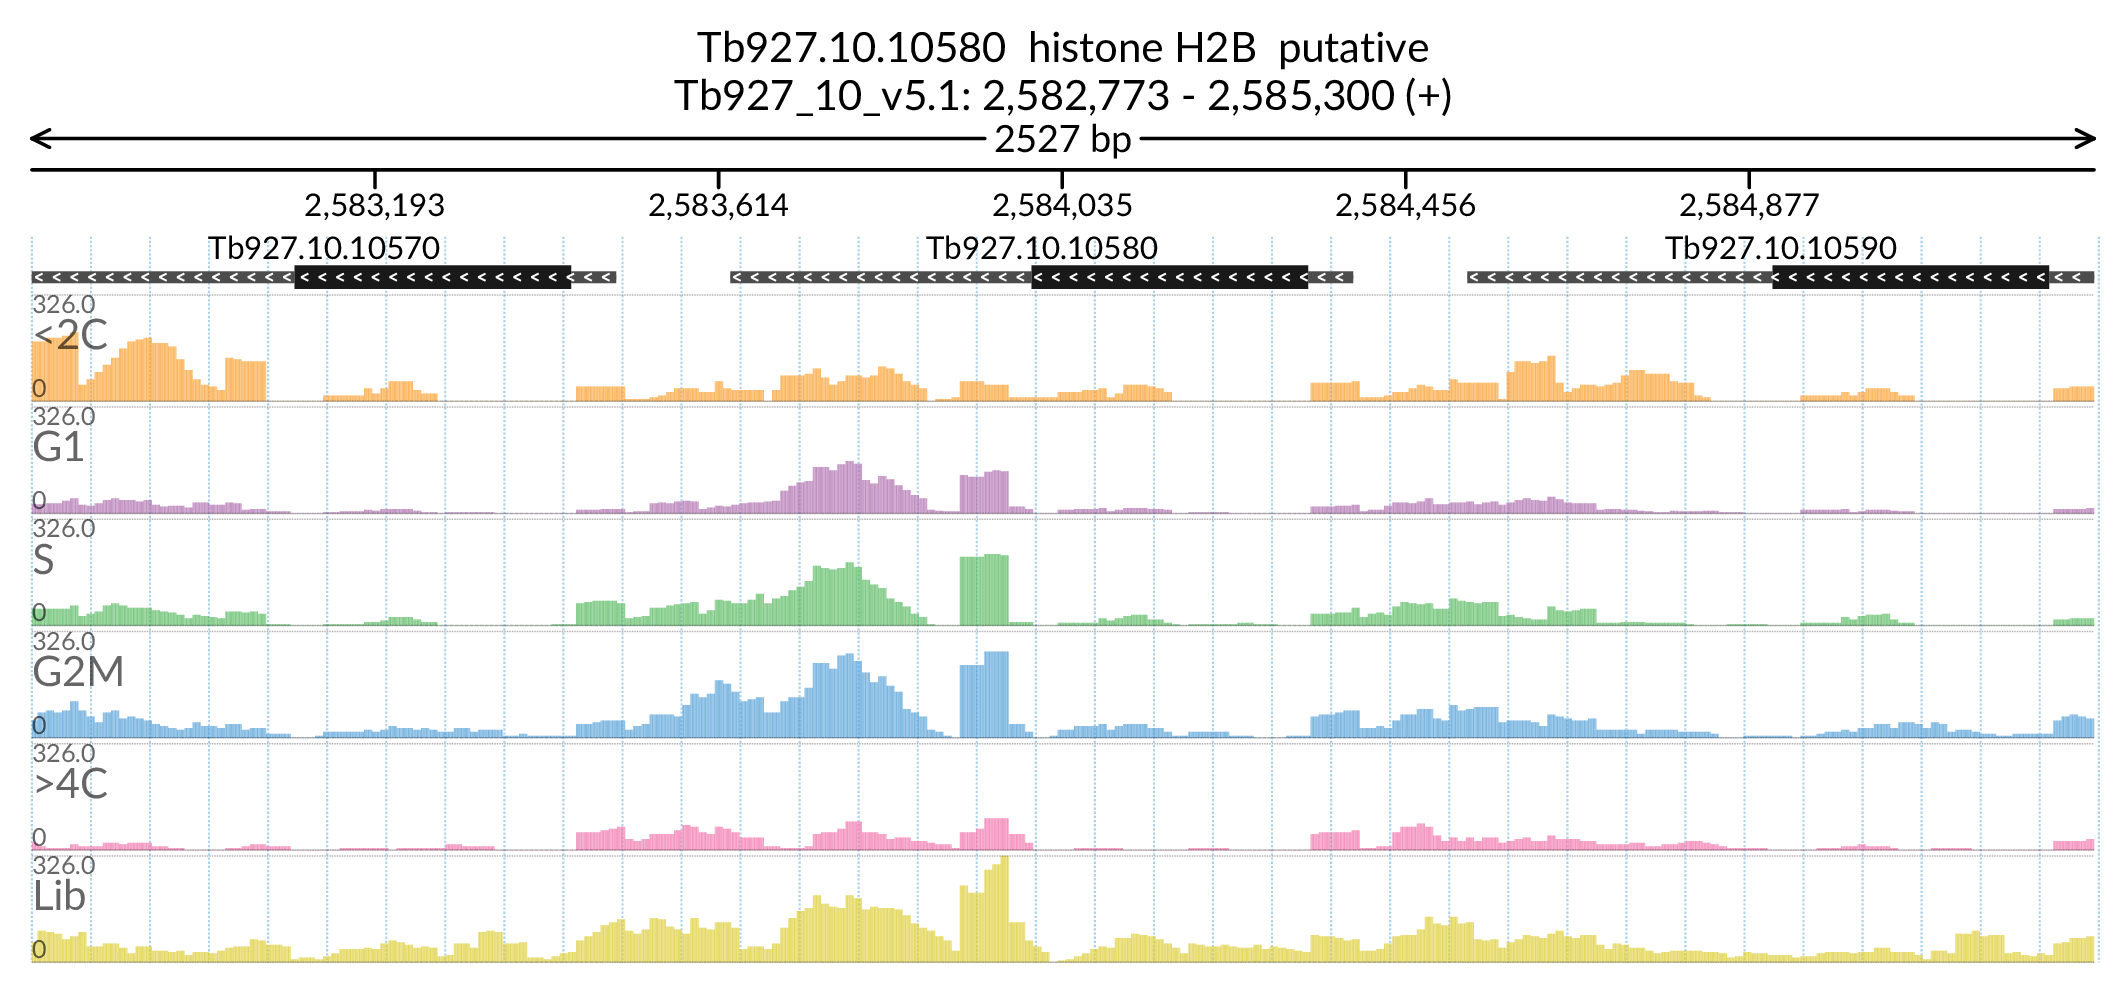 Tb927.10.10580 histone H2B putative
Tb927_10_v5.1: 2,582,773 - 2,585,300 (+)
2527 bp
2,583,193 2,583,614 2,584,035 2,584,456 2,584,877
Tb927.10.10570 Tb927.10.10580 Tb927.10.10590
326.0
<2C
0
326.0
G1
0
326.0
S
0
326.0
G2M
0
326.0
>4C
0
326.0
Lib
0